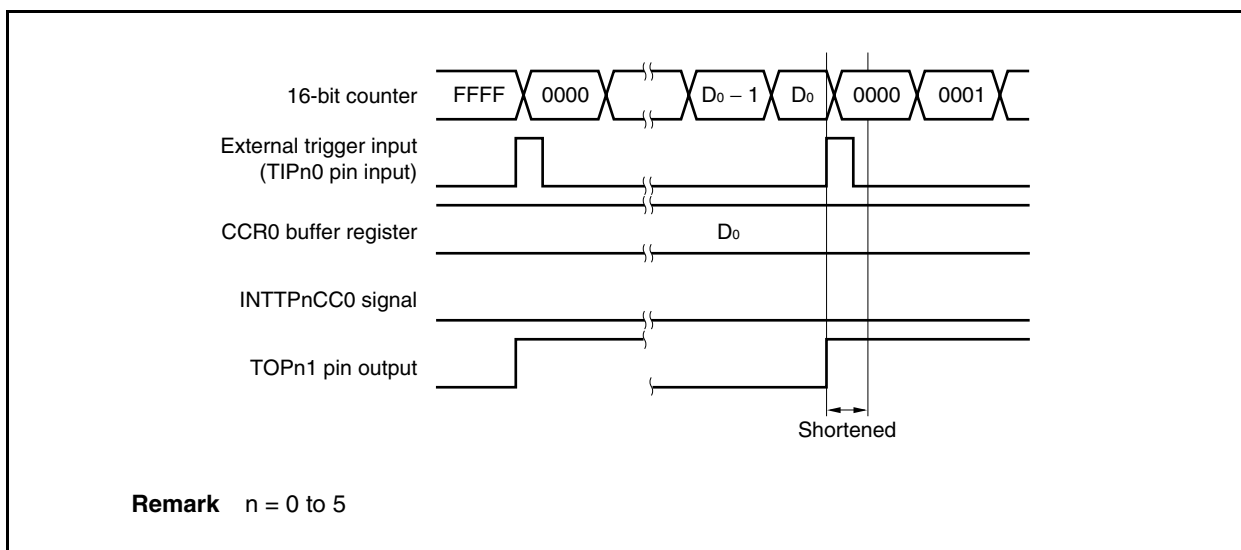 16-bit counter FFFF 0000 D0 – 1 D0 0000 0001
External trigger input
(TIPn0 pin input)
CCR0 buffer register D0
INTTPnCC0 signal
TOPn1 pin output
Shortened
Remark n = 0 to 5